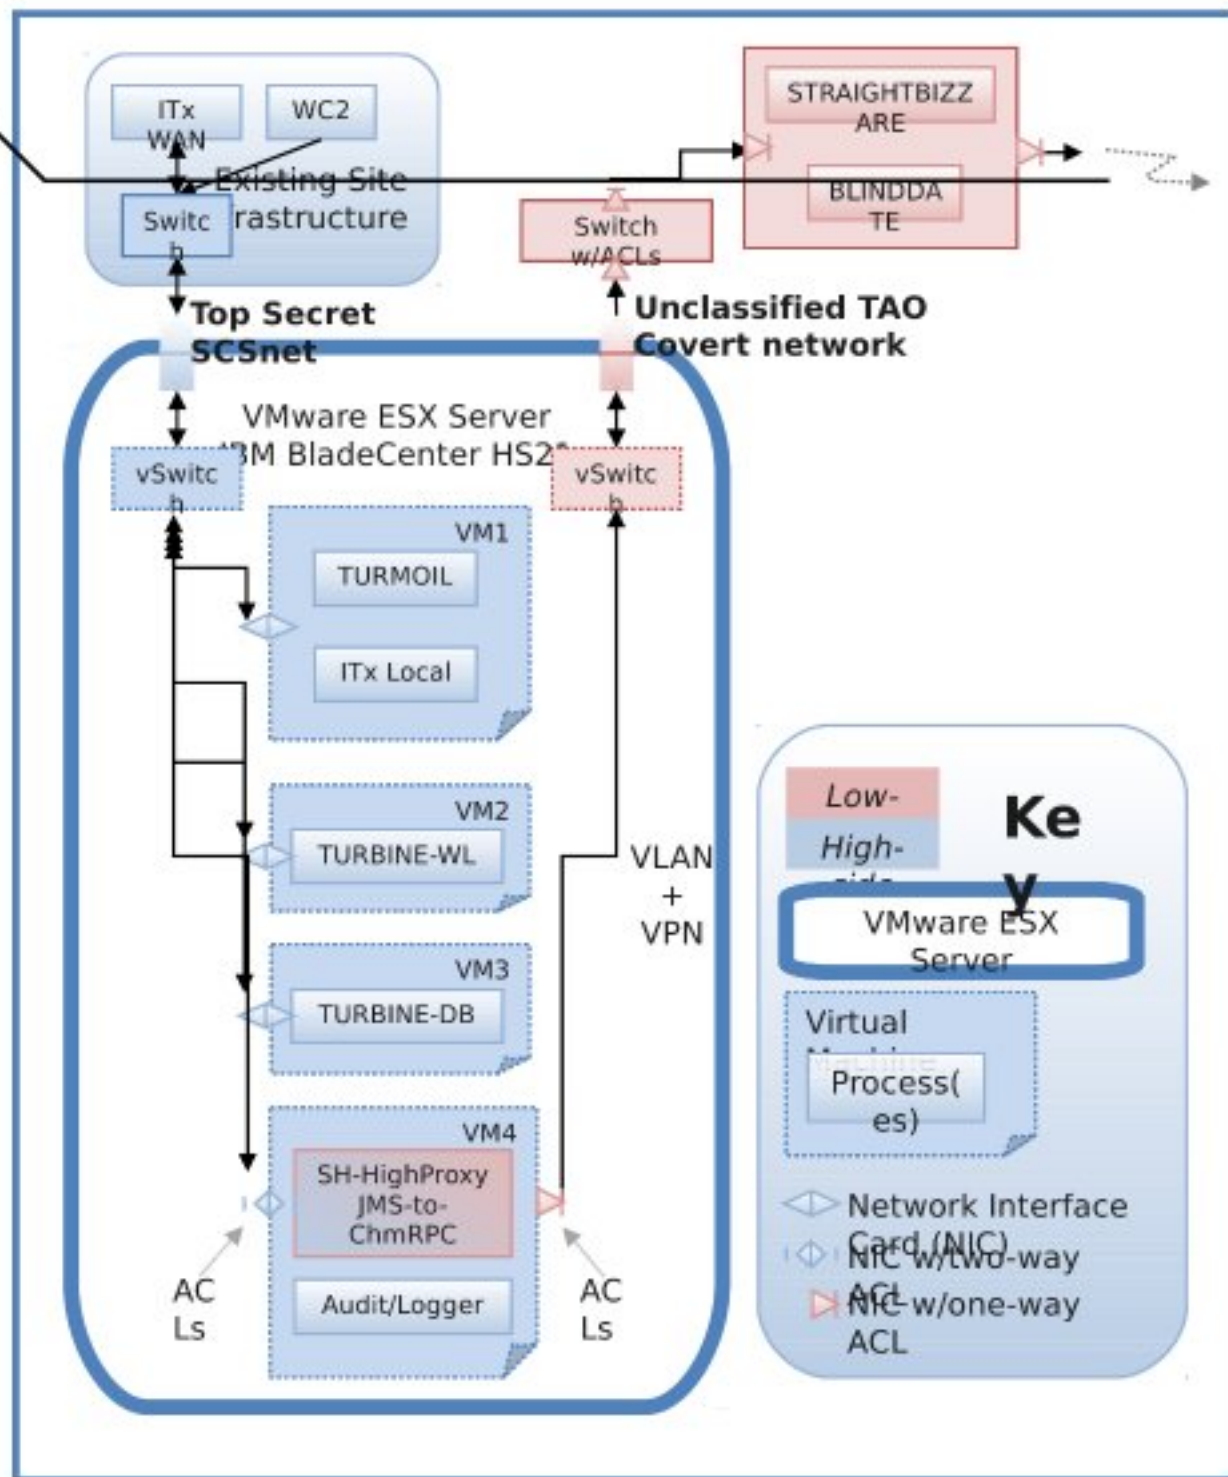 ITx
WAN
WC2
Existing Site
rastructure
Switc
h
STRAIGHTBIZZ
ARE
BLINDDA
TE
Switch
w/ACLs
Top Secret
SCSnet
Unclassified TAO
Covert network
VMware ESX Server
BM BladeCenter HS2
vSwitc
h
vSwitc
h
VM1
TURMOIL
ITx Local
VM2
TURBINE-WL
VLAN
+
VPN
VM3
TURBINE-DB
VM4
SH-HighProxy
JMS-to-
ChmRPC
Audit/Logger
AC
Ls
AC
Ls
Ke
y
Low-
High-
side
VMware ESX
Server
Virtual
Machine
Process(
es)
Network Interface
Card (NIC)
NIC w/two-way
ACL
NIC w/one-way
ACL